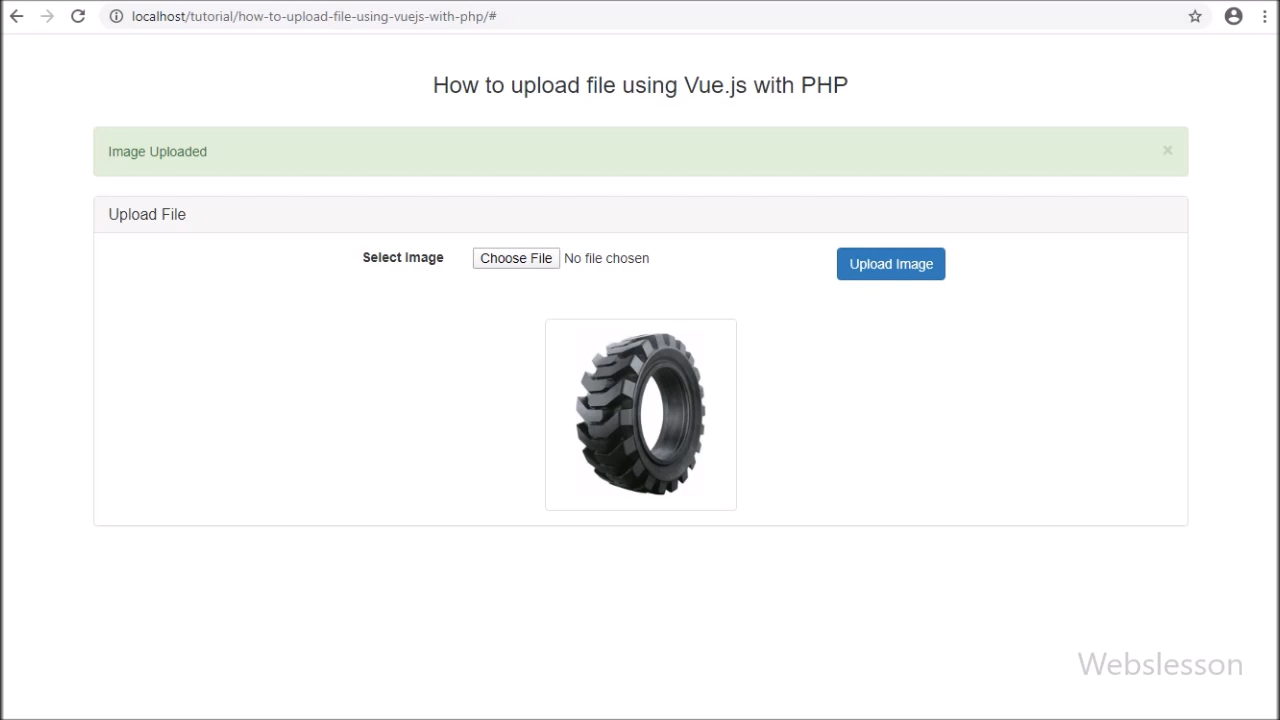 localhost/tutorial/how-to-upload-file-using-vuejs-with-php/#
How to upload file using Vue.js with PHP
Image Uploaded ×
Upload File
Select Image Choose File No file chosen Upload Image
Webslesson